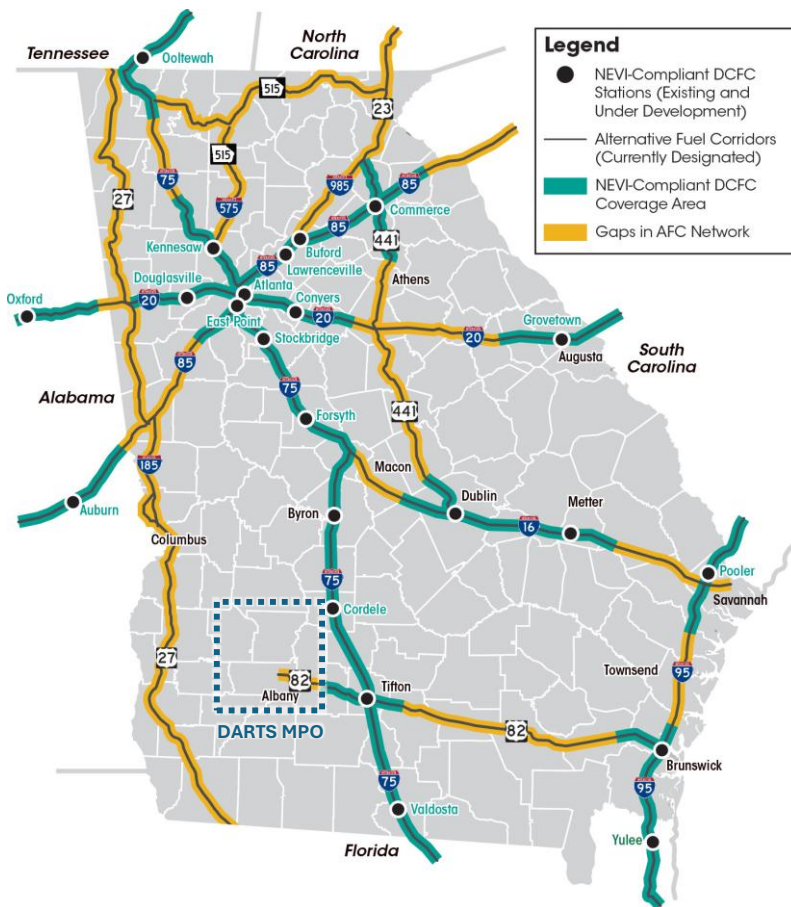 Tennessee
North
Carolina
Ooltewah
Legend
NEVI-Compliant DCFC
Stations (Existing and
Under Development)
Alternative Fuel Corridors
(Currently Designated)
NEVI-Compliant DCFC
Coverage Area
Gaps in AFC Network
515
23
515
75
27
575
985
85
Commerce
85
441
Kennesaw
Buford
Lawrenceville
85
Athens
Douglasville
Atlanta
Conyers
Oxford
20
East Point
20
Grovetown
20
Augusta
Stockbridge
South
Carolina
85
Alabama
75
441
Forsyth
185
Macon
Auburn
Dublin
Metter
Columbus
Byron
16
75
Pooler
Savannah
Cordele
27
Townsend
95
82
Albany
Tifton
DARTS MPO
82
Brunswick
75
95
Valdosta
Yulee
Florida